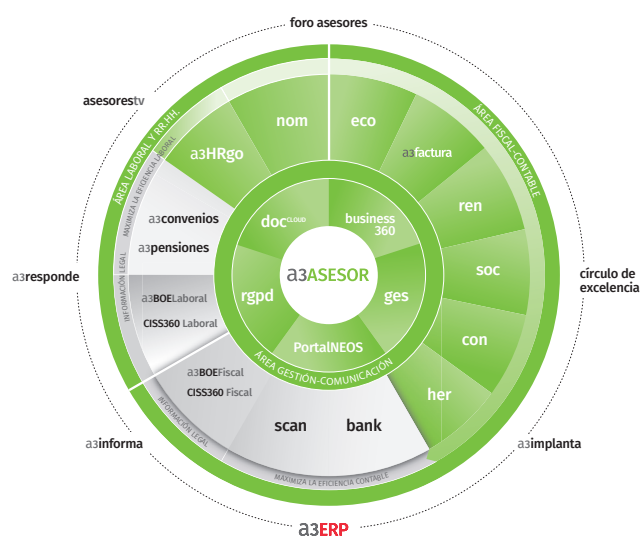 foro asesores
asesorestv
ÁREA LABORAL Y RR.HH.
ÁREA FISCAL-CONTABLE
MAXIMIZA LA EFICIENCIA LABORAL
nom
eco
a3HRgo
a3factura
ren
a3convenios
a3pensiones
docCLOUD
business
360
a3responde
INFORMACIÓN LEGAL
a3BOELaboral
CISS360 Laboral
rgpd
a3ASESOR
ges
soc
círculo de
excelencia
PortalNEOS
con
ÁREA GESTIÓN-COMUNICACIÓN
a3BOEFiscal
CISS360 Fiscal
her
INFORMACIÓN LEGAL
scan
bank
a3informa
a3implanta
MAXIMIZA LA EFICIENCIA CONTABLE
a3ERP